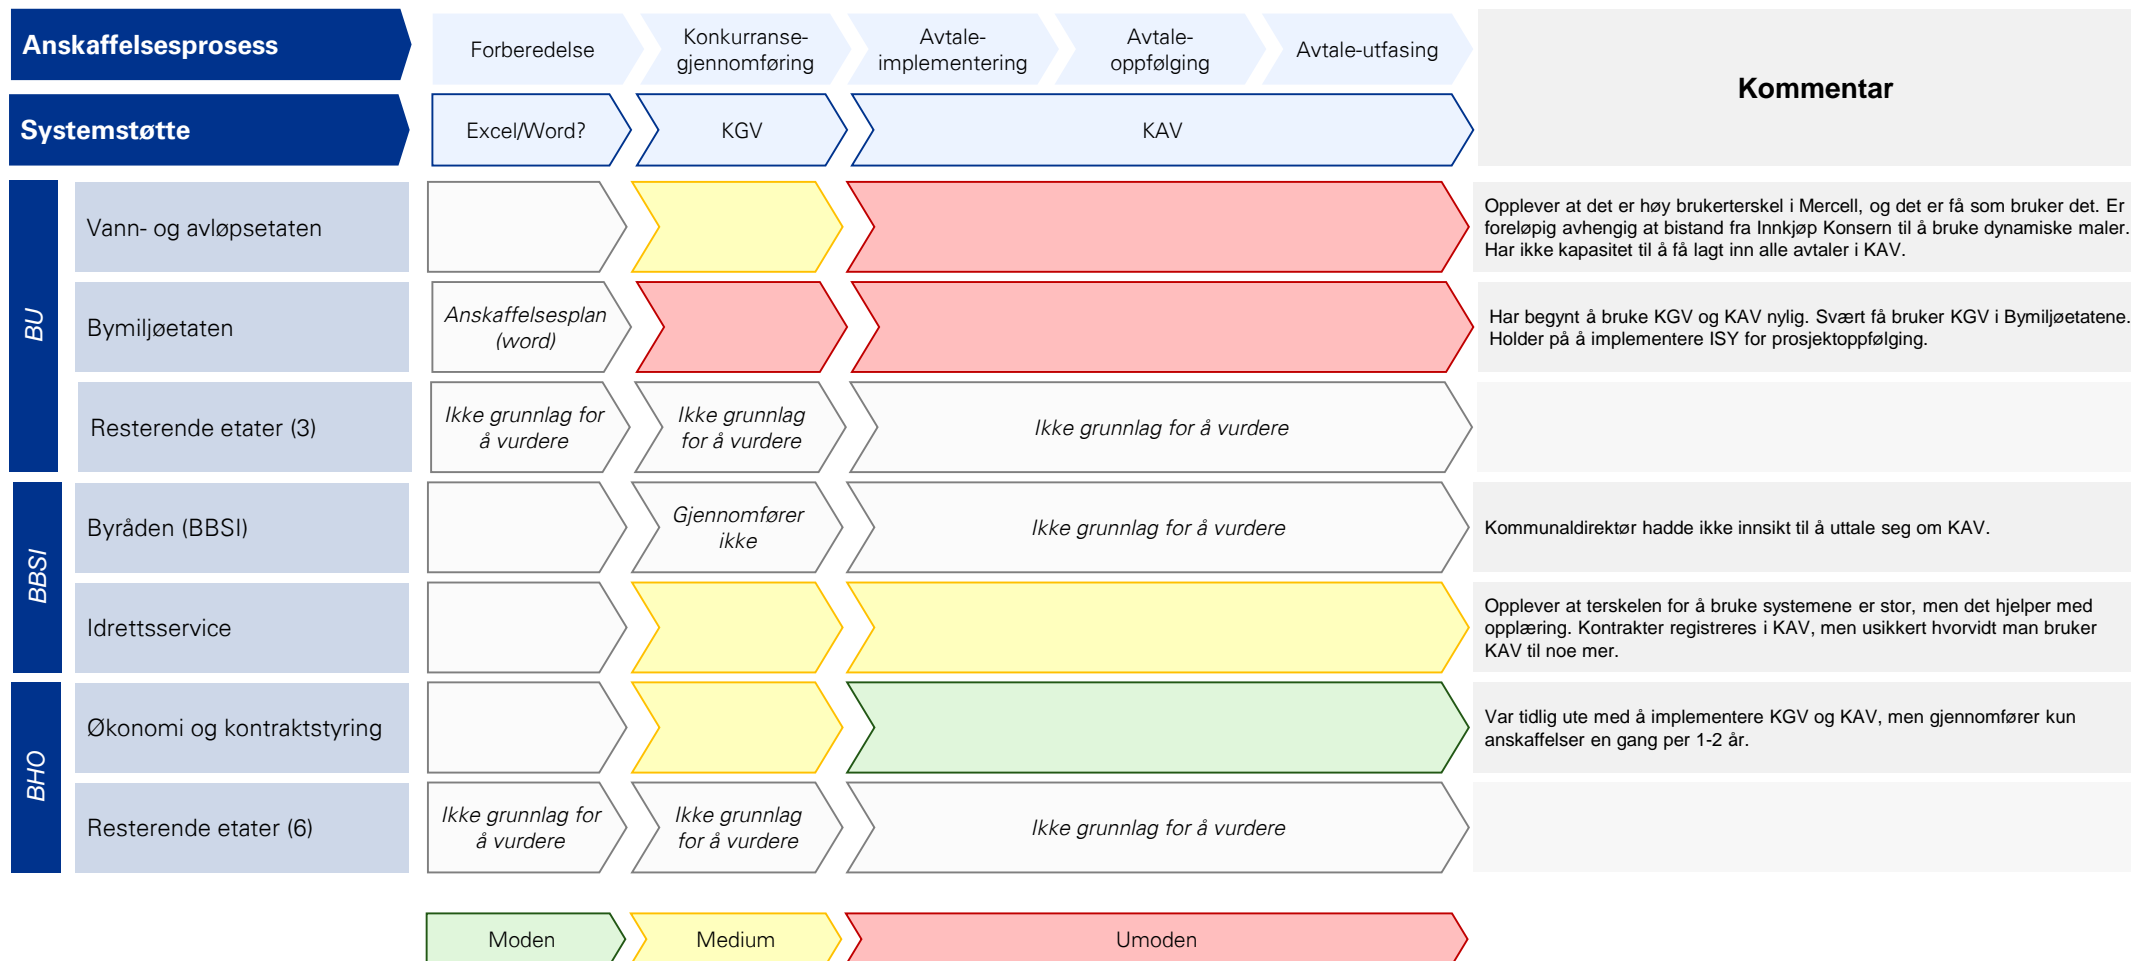 Anskaffelsesprosess
Forberedelse
Konkurranse-
gjennomføring
Avtale-
implementering
Avtale-
oppfølging
Avtale-utfasing
Kommentar
Systemstøtte
Excel/Word?
KGV
KAV
BU
Vann- og avløpsetaten
Opplever at det er høy brukerterskel i Mercell, og det er få som bruker det. Er
foreløpig avhengig at bistand fra Innkjøp Konsern til å bruke dynamiske maler.
Har ikke kapasitet til å få lagt inn alle avtaler i KAV.
Bymiljøetaten
Anskaffelsesplan
(word)
Har begynt å bruke KGV og KAV nylig. Svært få bruker KGV i Bymiljøetatene.
Holder på å implementere ISY for prosjektoppfølging.
Resterende etater (3)
Ikke grunnlag for
å vurdere
Ikke grunnlag
for å vurdere
Ikke grunnlag for å vurdere
BBSI
Byråden (BBSI)
Gjennomfører
ikke
Ikke grunnlag for å vurdere
Kommunaldirektør hadde ikke innsikt til å uttale seg om KAV.
Idrettsservice
Opplever at terskelen for å bruke systemene er stor, men det hjelper med
opplæring. Kontrakter registreres i KAV, men usikkert hvorvidt man bruker
KAV til noe mer.
BHO
Økonomi og kontraktstyring
Var tidlig ute med å implementere KGV og KAV, men gjennomfører kun
anskaffelser en gang per 1-2 år.
Resterende etater (6)
Ikke grunnlag for
å vurdere
Ikke grunnlag
for å vurdere
Ikke grunnlag for å vurdere
Moden
Medium
Umoden